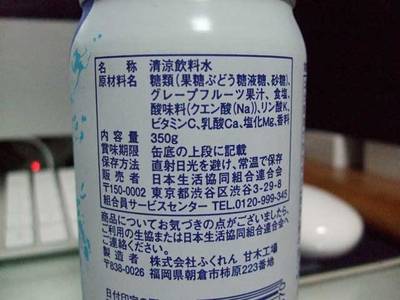 名　称　清涼飲料水
原材料名　糖類(果糖ぶどう糖液糖、砂糖)、
グレープフルーツ果汁、食塩、
酸味料(クエン酸(Na))、リン酸K、
ビタミンC、乳酸Ca、塩化Mg、香料
内容量　350g
賞味期限　缶底の上段に記載
保存方法　直射日光を避け、常温で保存
販売者　日本生活協同組合連合会
〒150-0002　東京都渋谷区渋谷3-29-8
組合員サービスセンター TEL.0120-999-345
商品についてお気づきの点がございましたら、
ご利用の生協または日本生活協同組合連合会へ
ご連絡ください。
製造者　株式会社ふくれん 甘木工場
〒838-0026　福岡県朝倉市柿原223番地